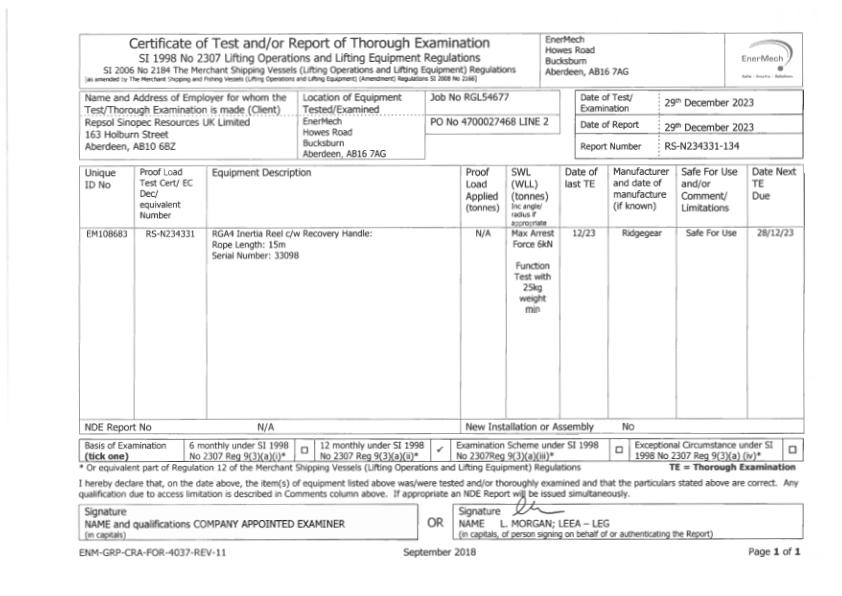 Certificate of Test and/or Report of Thorough Examination
SI 1998 No 2307 Lifting Operations and Lifting Equipment Regulations
SI 2006 No 2184 The Merchant Shipping Vessels (Lifting Operations and Lifting Equipment) Regulations
[as amended by The Merchant Shipping and Fishing Vessels (Lifting Operations and Lifting Equipment) (Amendment) Regulations SI 2008 No 2166]
EnerMech
Howes Road
Bucksburn
Aberdeen, AB16 7AG
EnerMech
Name and Address of Employer for whom the
Test/Thorough Examination is made (Client)
Repsol Sinopec Resources UK Limited
163 Holburn Street
Aberdeen, AB10 6BZ
Location of Equipment
Tested/Examined
EnerMech
Howes Road
Bucksburn
Aberdeen, AB16 7AG
Job No RGL54677
PO No 4700027468 LINE 2
Date of Test/
Examination
29th December 2023
Date of Report
29th December 2023
Report Number
RS-N234331-134
Unique
ID No
Proof Load
Test Cert/ EC
Dec/
equivalent
Number
Equipment Description
Proof
Load
Applied
(tonnes)
SWL
(WLL)
(tonnes)
Inc angle/
radius if
appropriate
Date of
last TE
Manufacturer
and date of
manufacture
(if known)
Safe For Use
and/or
Comment/
Limitations
Date Next
TE
Due
EM108683
RS-N234331
RGA4 Inertia Reel c/w Recovery Handle:
Rope Length: 15m
Serial Number: 33098
N/A
Max Arrest
Force 6kN
Function
Test with
25kg
weight
min
12/23
Ridgegear
Safe For Use
28/12/23
NDE Report No N/A
New Installation or Assembly No
Basis of Examination
(tick one)
6 monthly under SI 1998
No 2307 Reg 9(3)(a)(i)*
12 monthly under SI 1998
No 2307 Reg 9(3)(a)(ii)*
✓
Examination Scheme under SI 1998
No 2307Reg 9(3)(a)(iii)*
Exceptional Circumstance under SI
1998 No 2307 Reg 9(3)(a) (iv)*
* Or equivalent part of Regulation 12 of the Merchant Shipping Vessels (Lifting Operations and Lifting Equipment) Regulations
TE = Thorough Examination
I hereby declare that, on the date above, the item(s) of equipment listed above was/were tested and/or thoroughly examined and that the particulars stated above are correct. Any
qualification due to access limitation is described in Comments column above. If appropriate an NDE Report will be issued simultaneously.
Signature
NAME and qualifications COMPANY APPOINTED EXAMINER
(in capitals)
OR
Signature
NAME L. MORGAN; LEEA – LEG
(in capitals, of person signing on behalf of or authenticating the Report)
ENM-GRP-CRA-FOR-4037-REV-11
September 2018
Page 1 of 1